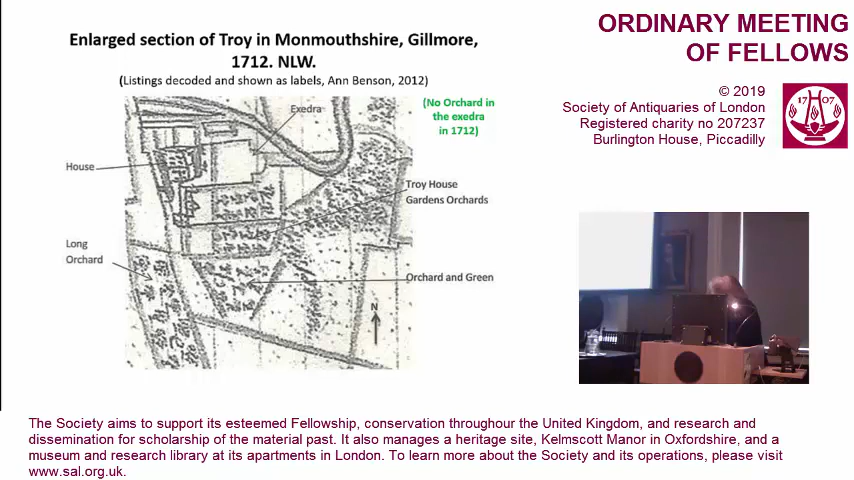 Enlarged section of Troy in Monmouthshire, Gillmore,
1712. NLW.
(Listings decoded and shown as labels, Ann Benson, 2012)
Exedra
(No Orchard in
the exedra
in 1712)
House
Troy House
Gardens Orchards
Long
Orchard
Orchard and Green
N
ORDINARY MEETING
OF FELLOWS
© 2019
Society of Antiquaries of London
Registered charity no 207237
Burlington House, Piccadilly
17 07
The Society aims to support its esteemed Fellowship, conservation throughour the United Kingdom, and research and
dissemination for scholarship of the material past. It also manages a heritage site, Kelmscott Manor in Oxfordshire, and a
museum and research library at its apartments in London. To learn more about the Society and its operations, please visit
www.sal.org.uk.